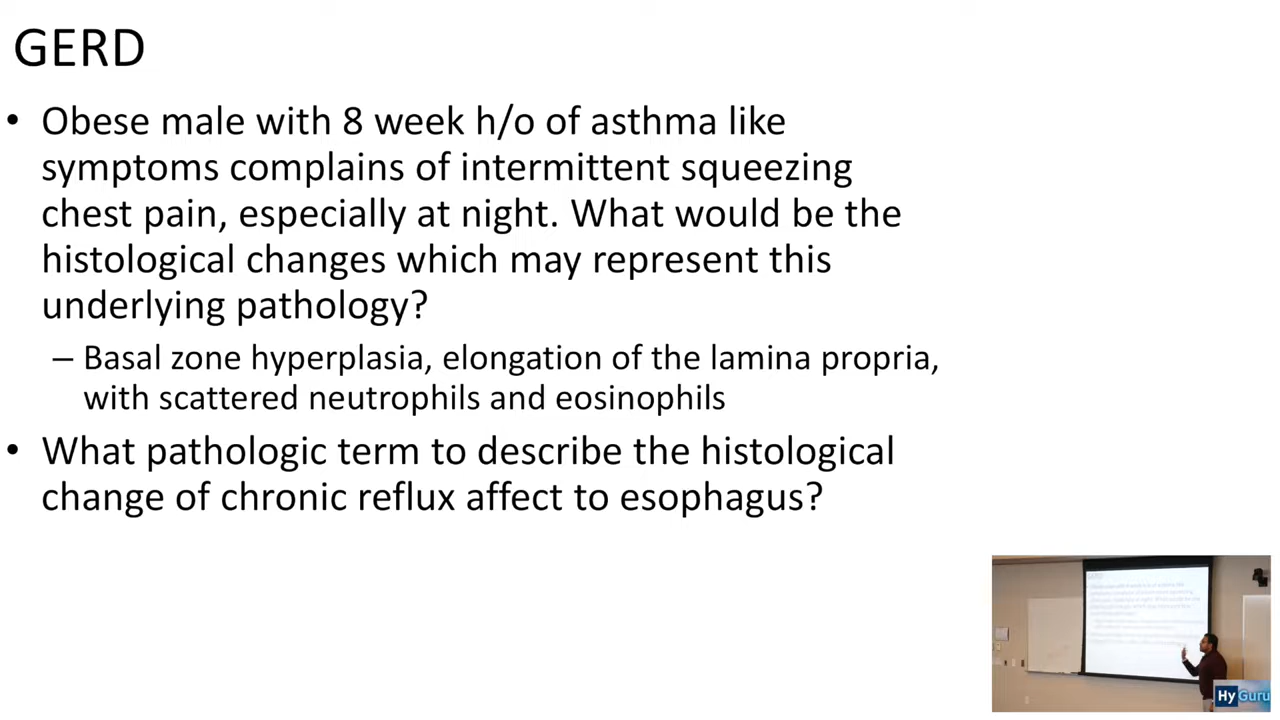 GERD
• Obese male with 8 week h/o of asthma like
symptoms complains of intermittent squeezing
chest pain, especially at night. What would be the
histological changes which may represent this
underlying pathology?
– Basal zone hyperplasia, elongation of the lamina propria,
with scattered neutrophils and eosinophils
• What pathologic term to describe the histological
change of chronic reflux affect to esophagus?
Hy Guru